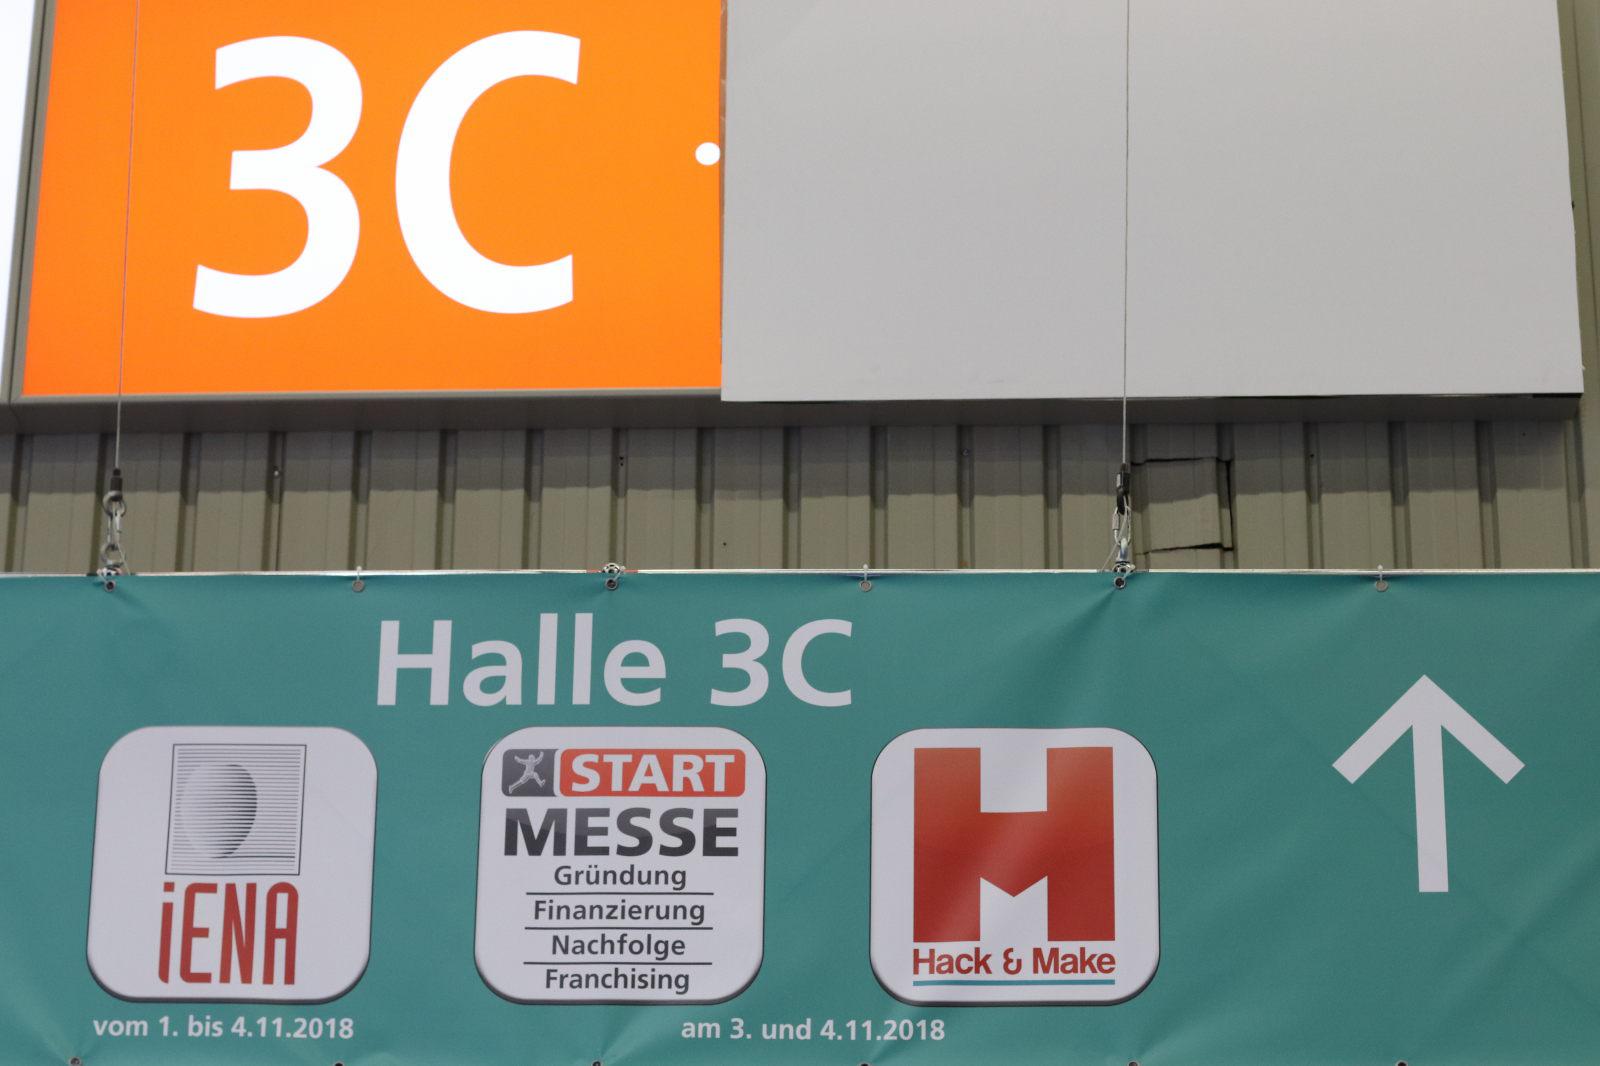 3C
Halle 3C
iENA
START
MESSE
Gründung
Finanzierung
Nachfolge
Franchising
Hack & Make
vom 1. bis 4.11.2018
am 3. und 4.11.2018